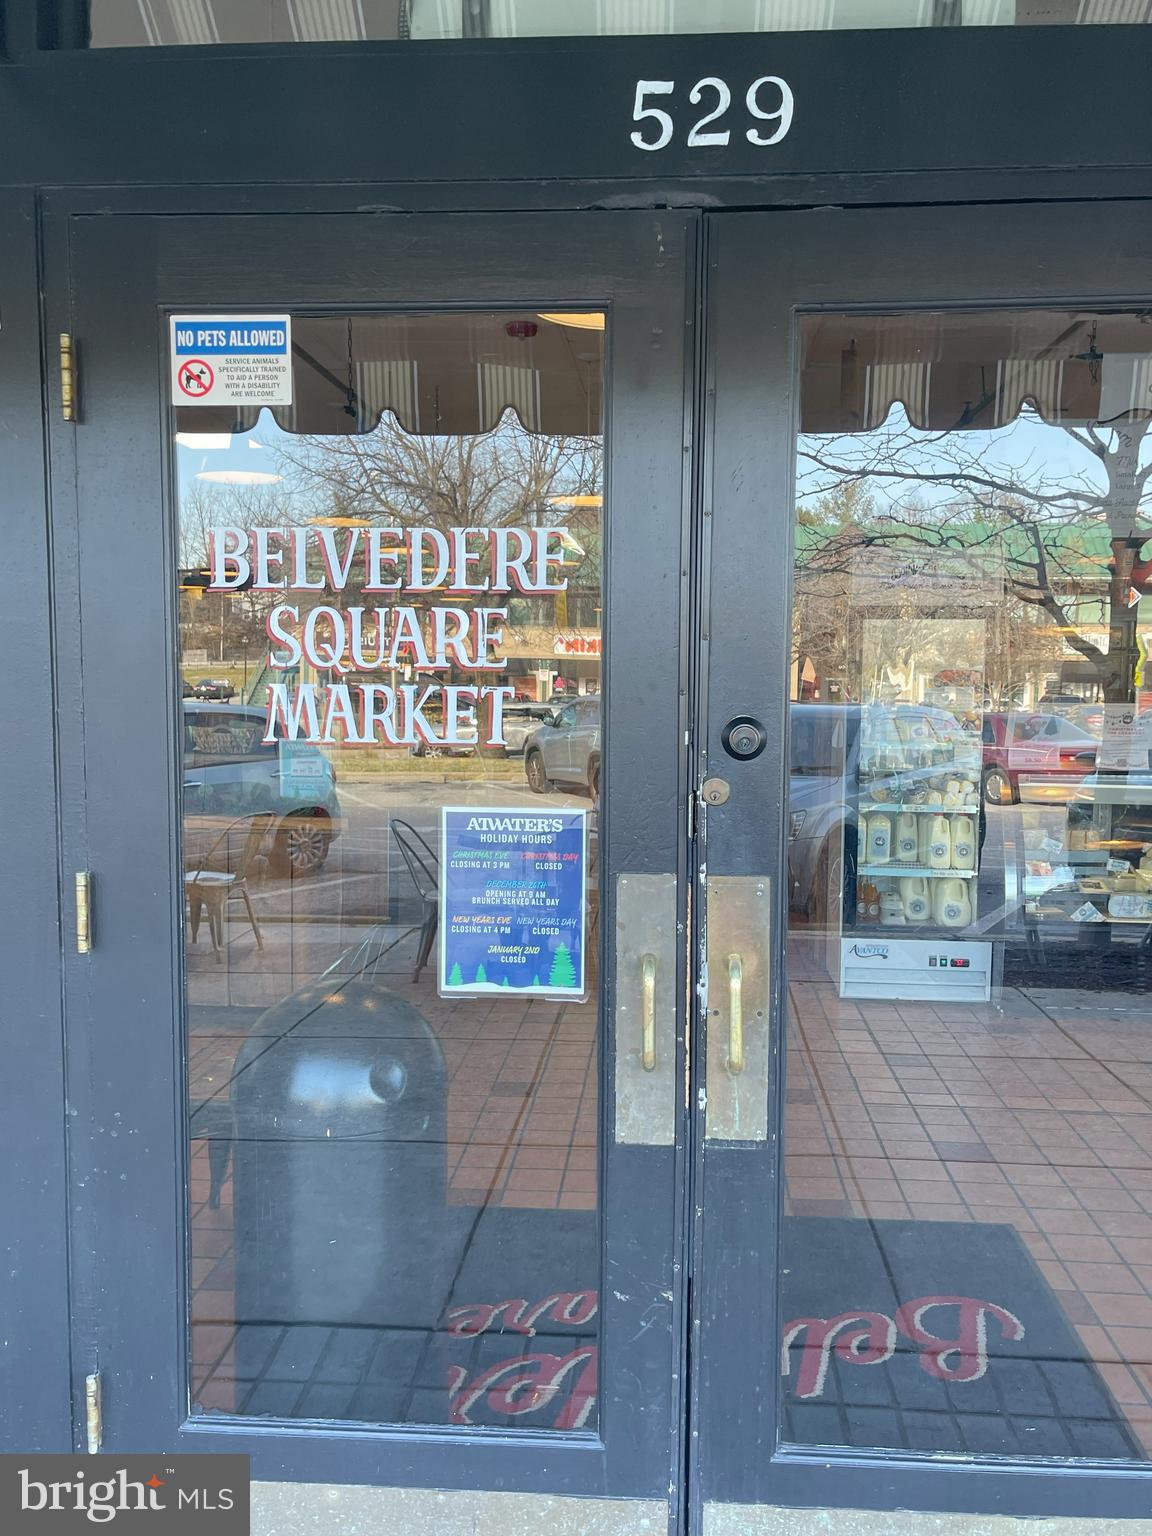 529
NO PETS ALLOWED
SERVICE ANIMALS
SPECIFICALLY TRAINED
TO AID A PERSON
WITH A DISABILITY
ARE WELCOME
BELVEDERE
SQUARE
MARKET
ATWATER'S
HOLIDAY HOURS
CHRISTMAS EVE CHRISTMAS DAY
CLOSING AT 3 PM CLOSED
DECEMBER 26TH
OPENING AT 9 AM
BRUNCH SERVED ALL DAY
NEW YEARS EVE NEW YEARS DAY
CLOSING AT 4 PM CLOSED
JANUARY 2ND
CLOSED
AVANTCO
Bel
bright MLS